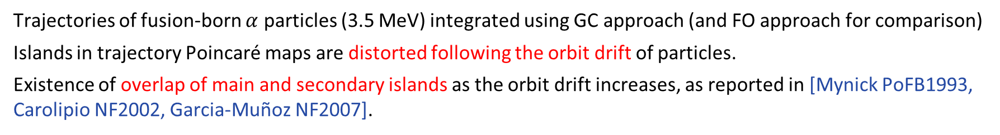 Trajectories of fusion-born α particles (3.5 MeV) integrated using GC approach (and FO approach for comparison)
Islands in trajectory Poincaré maps are distorted following the orbit drift of particles.
Existence of overlap of main and secondary islands as the orbit drift increases, as reported in [Mynick PoFB1993,
Carolipio NF2002, Garcia-Muñoz NF2007].